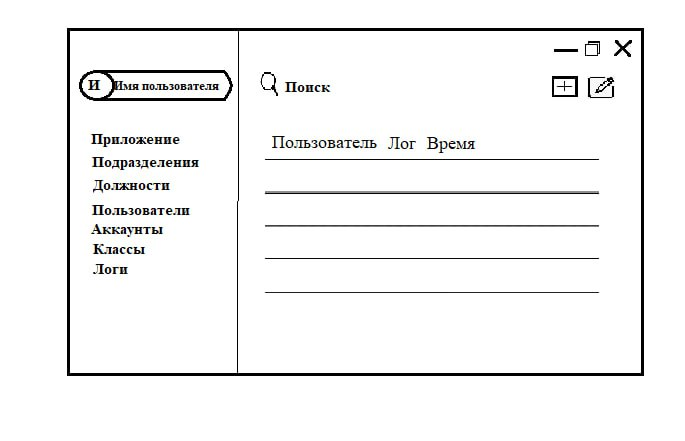 И Имя пользователя
Поиск
Приложение
Подразделения
Должности
Пользователи
Аккаунты
Классы
Логи
Пользователь Лог Время